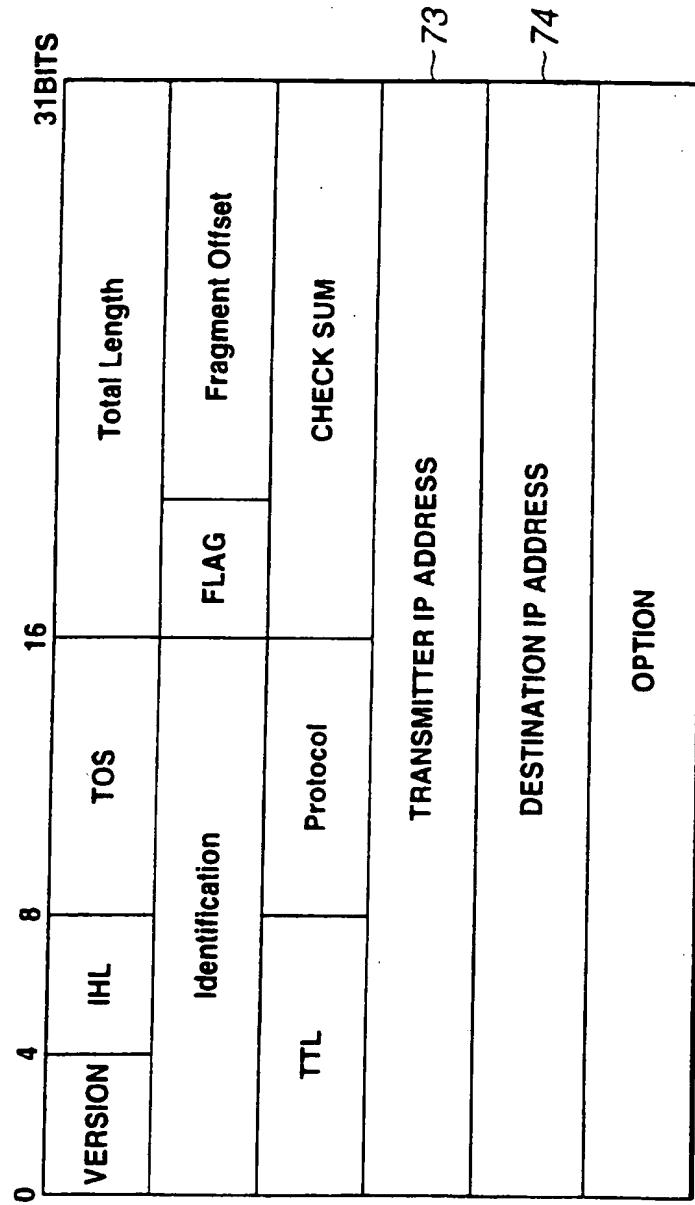 0 4 8 16 31BITS
VERSION IHL TOS Total Length
Identification FLAG Fragment Offset
TTL Protocol CHECK SUM
TRANSMITTER IP ADDRESS ~73
DESTINATION IP ADDRESS ~74
OPTION